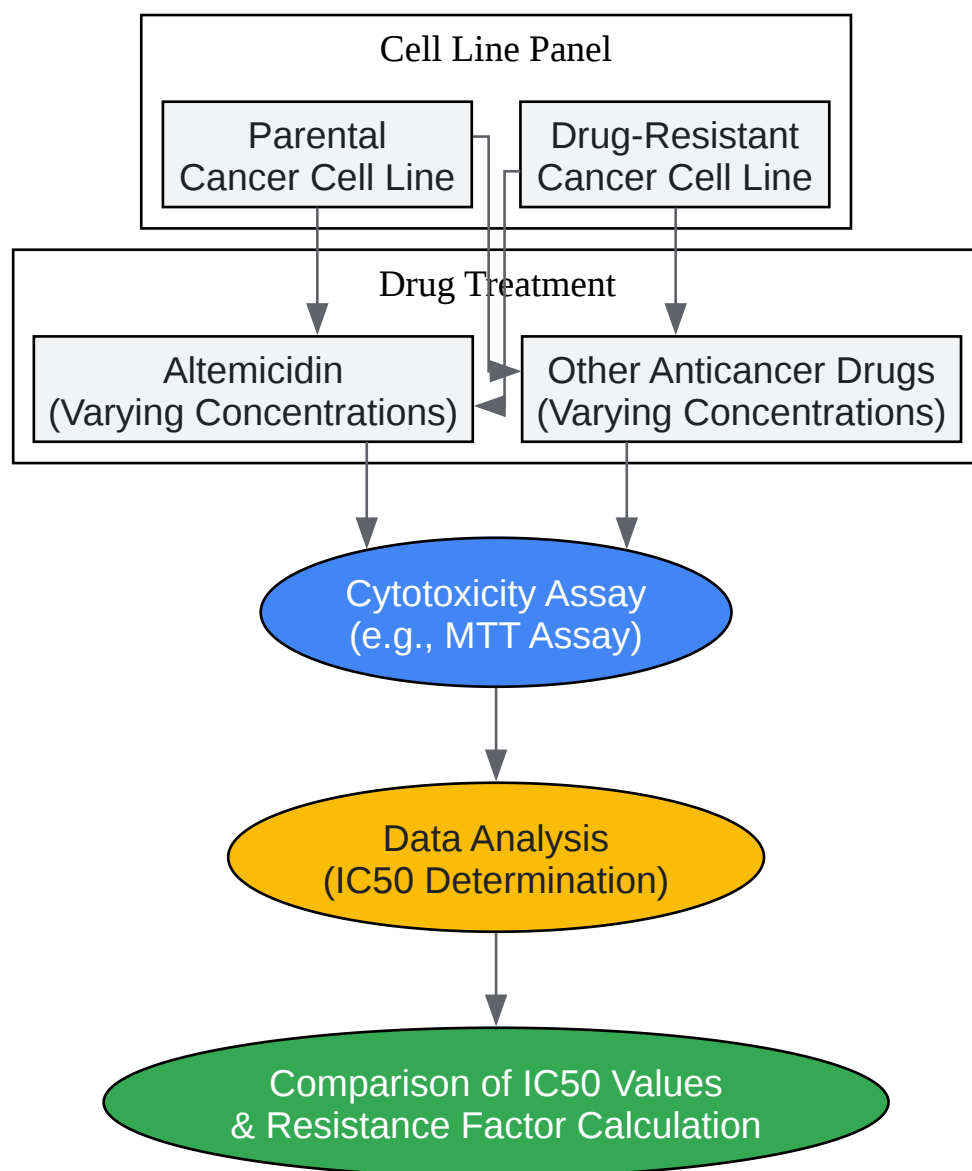 Cell Line Panel
Parental
Cancer Cell Line
Drug-Resistant
Cancer Cell Line
Drug Treatment
Altemicidin
(Varying Concentrations)
Other Anticancer Drugs
(Varying Concentrations)
Cytotoxicity Assay
(e.g., MTT Assay)
Data Analysis
(IC50 Determination)
Comparison of IC50 Values
& Resistance Factor Calculation